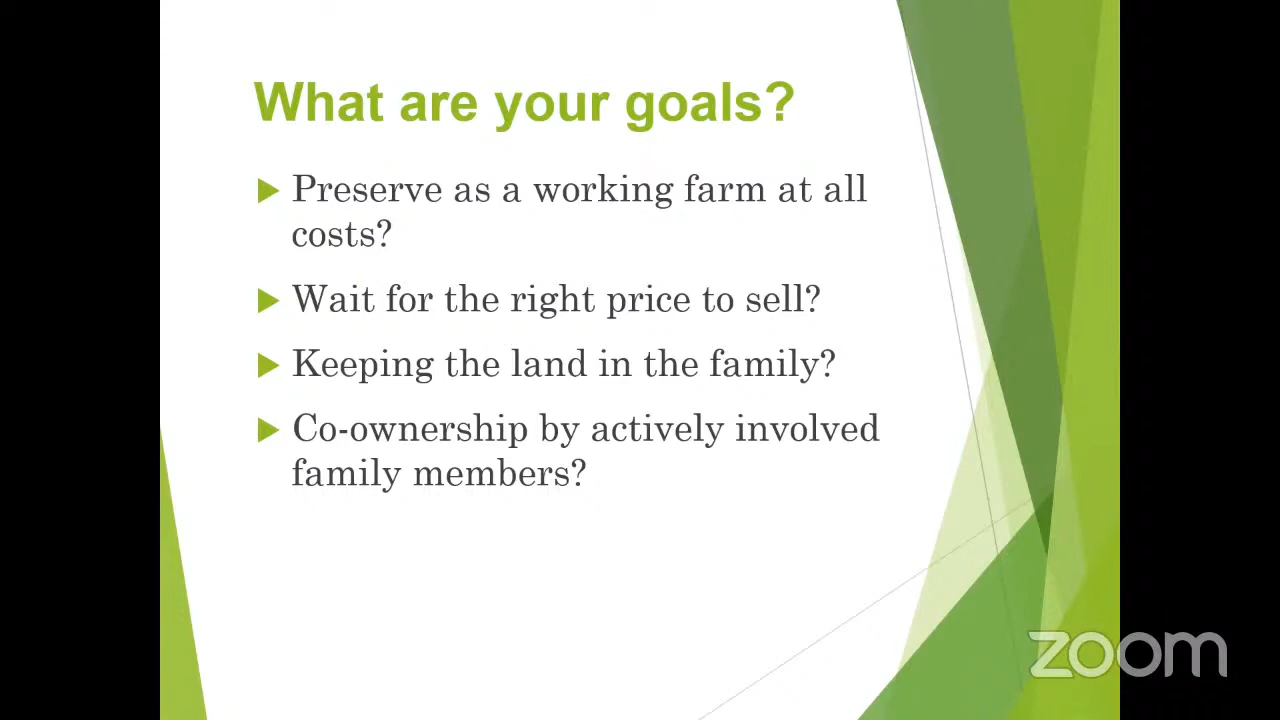 What are your goals?
Preserve as a working farm at all
costs?
Wait for the right price to sell?
Keeping the land in the family?
Co-ownership by actively involved
family members?
zoom